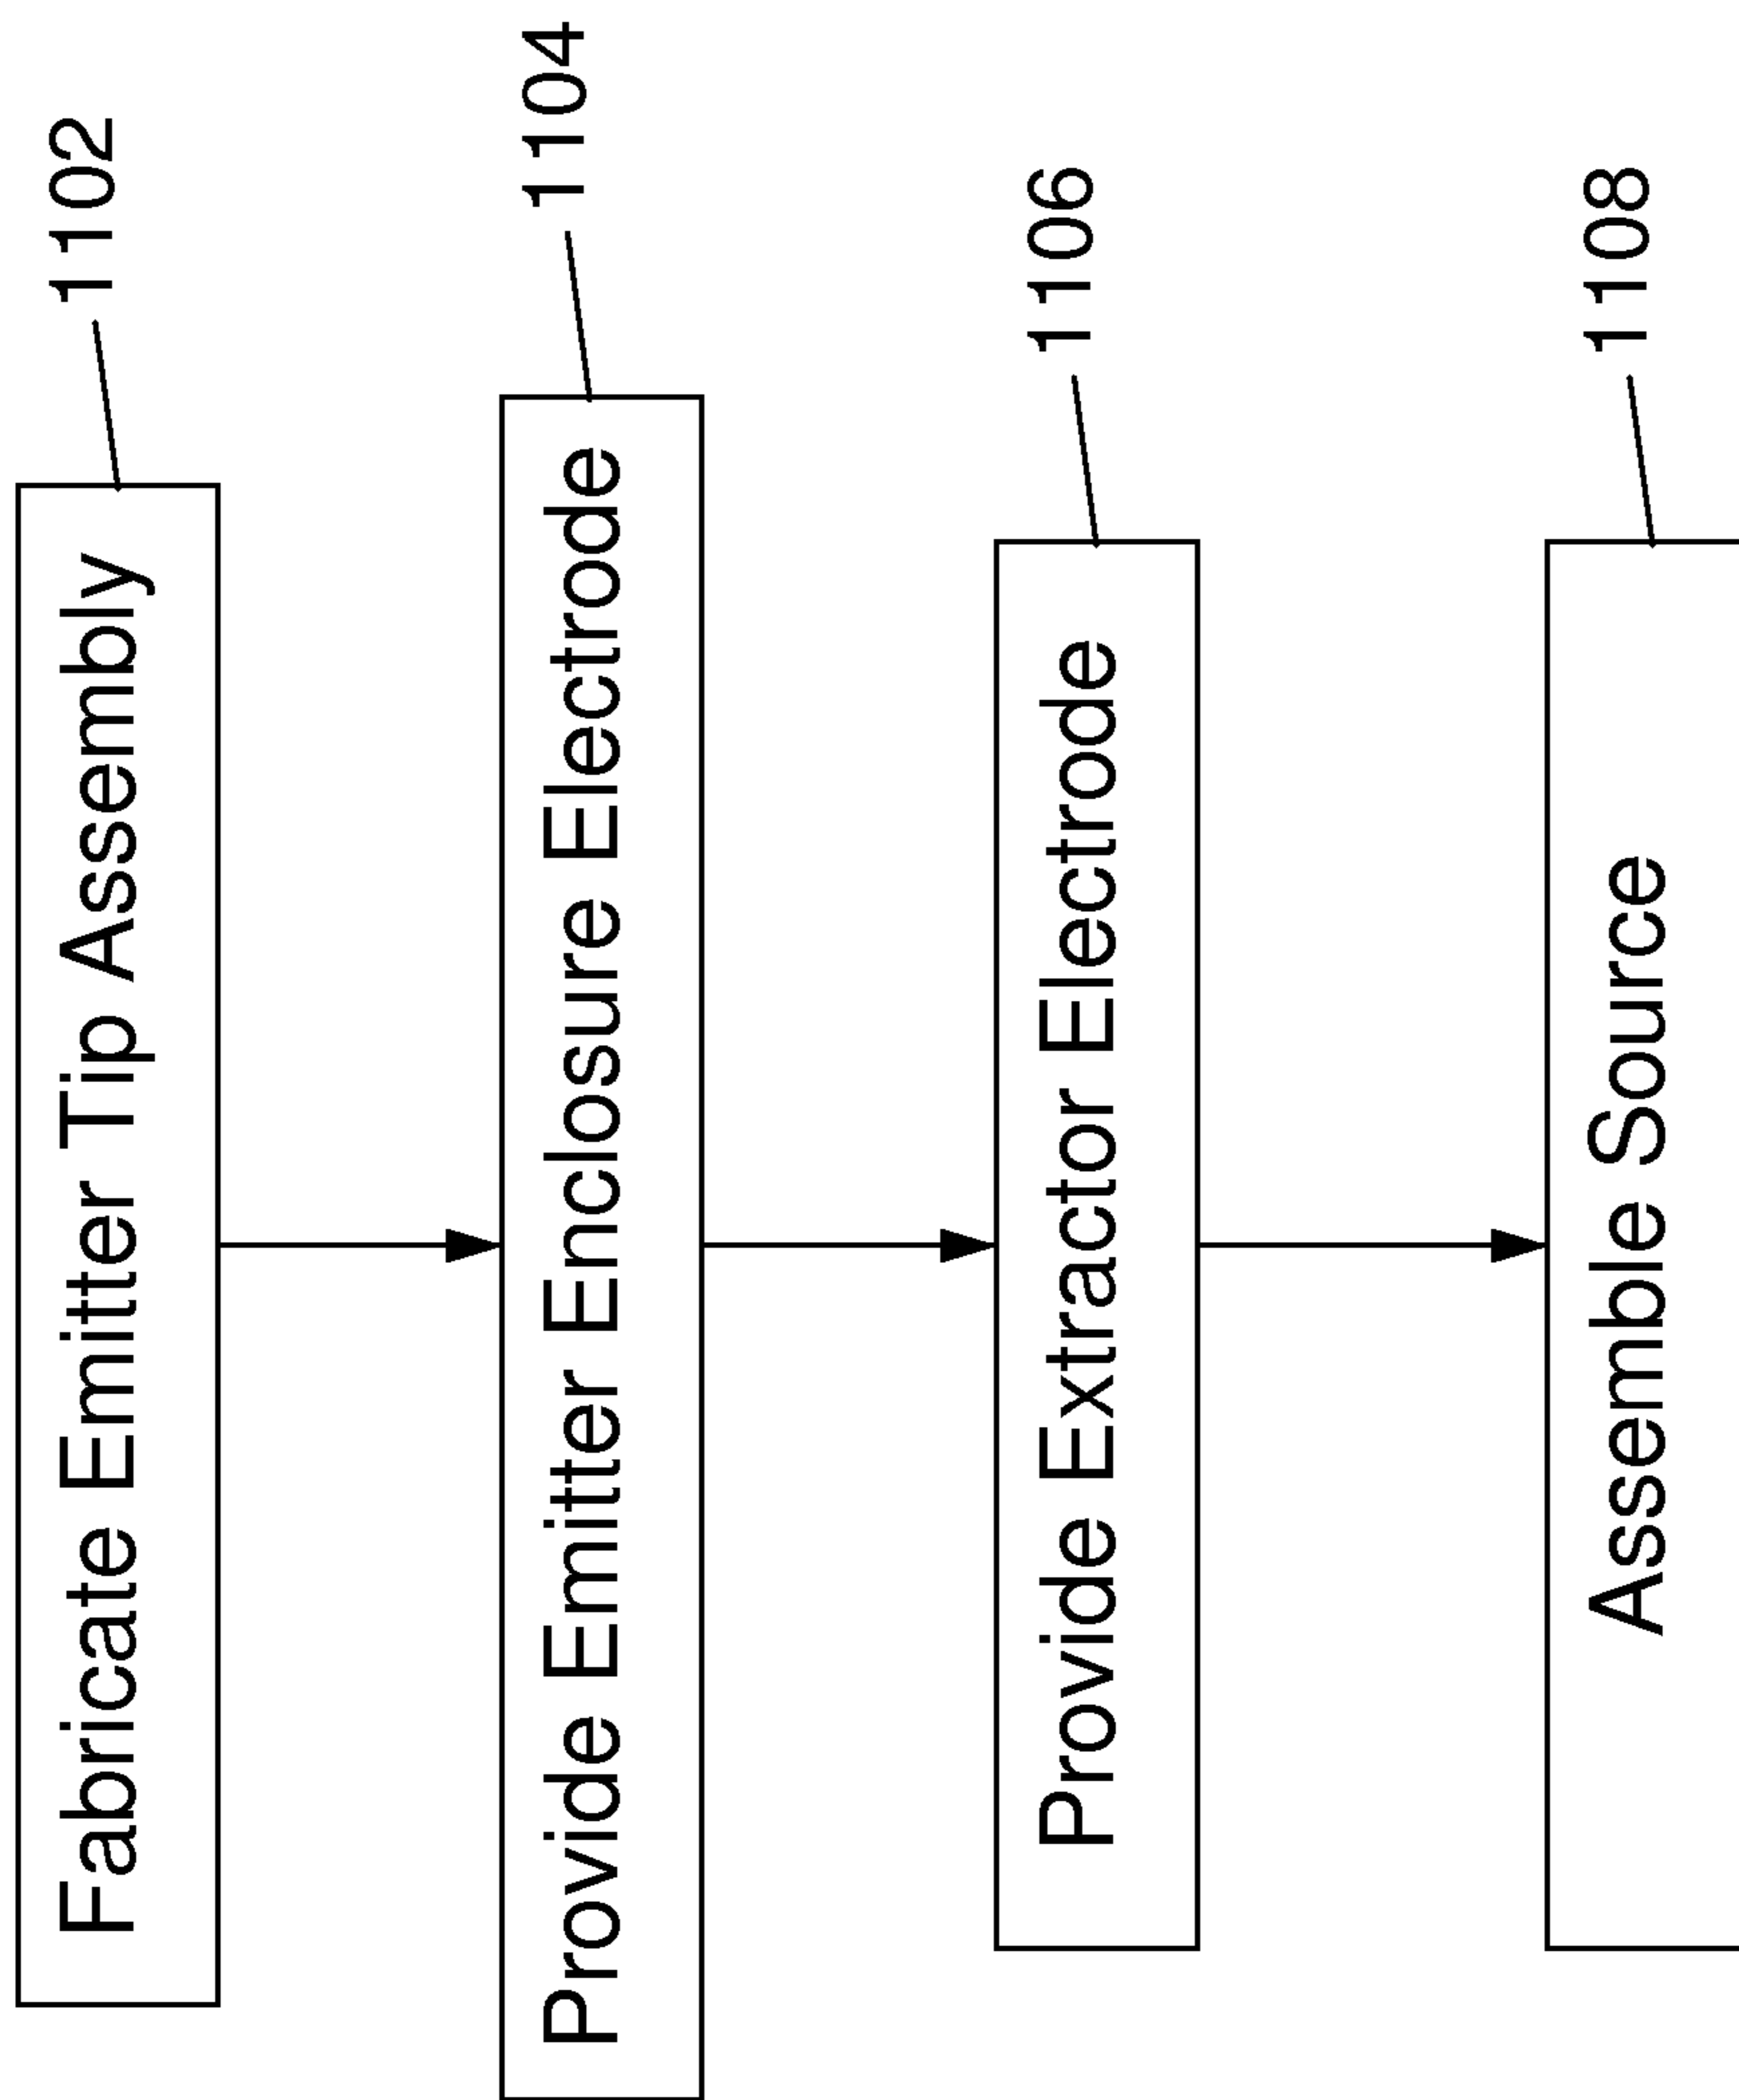 Fabricate Emitter Tip Assembly
1102
Provide Emitter Enclosure Electrode
1104
Provide Extractor Electrode
1106
Assemble Source
1108